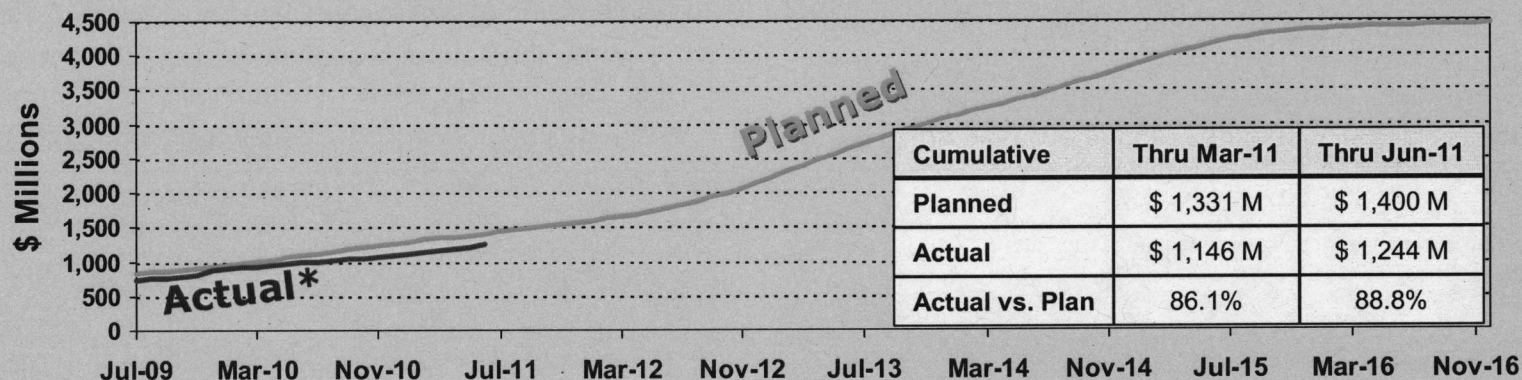 4,500
4,000
3,500
3,000
2,500
2,000
1,500
1,000
500
0
$ Millions
Planned
Actual*
Cumulative Thru Mar-11 Thru Jun-11
Planned $ 1,331 M $ 1,400 M
Actual $ 1,146 M $ 1,244 M
Actual vs. Plan 86.1% 88.8%
Jul-09 Mar-10 Nov-10 Jul-11 Mar-12 Nov-12 Jul-13 Mar-14 Nov-14 Jul-15 Mar-16 Nov-16